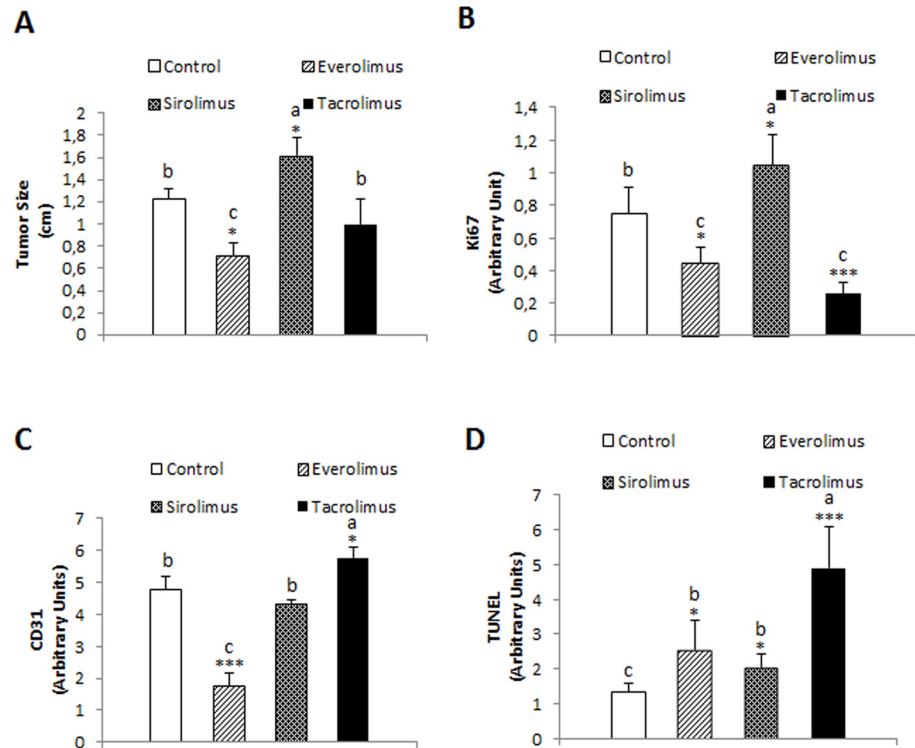 A
Control Everolimus
Sirolimus Tacrolimus
Tumor Size
(cm)
2
1,8
1,6
1,4
1,2
1
0,8
0,6
0,4
0,2
0
b
c
*
a
*
b
B
Control Everolimus
Sirolimus Tacrolimus
Ki67
(Arbitrary Unit)
1,4
1,2
1
0,8
0,6
0,4
0,2
0
b
c
*
a
*
c
***
C
Control Everolimus
Sirolimus Tacrolimus
CD31
(Arbitrary Units)
7
6
5
4
3
2
1
0
b
c
***
b
a
*
D
Control Everolimus
Sirolimus Tacrolimus
TUNEL
(Arbitrary Units)
7
6
5
4
3
2
1
0
c
b
*
b
*
a
***